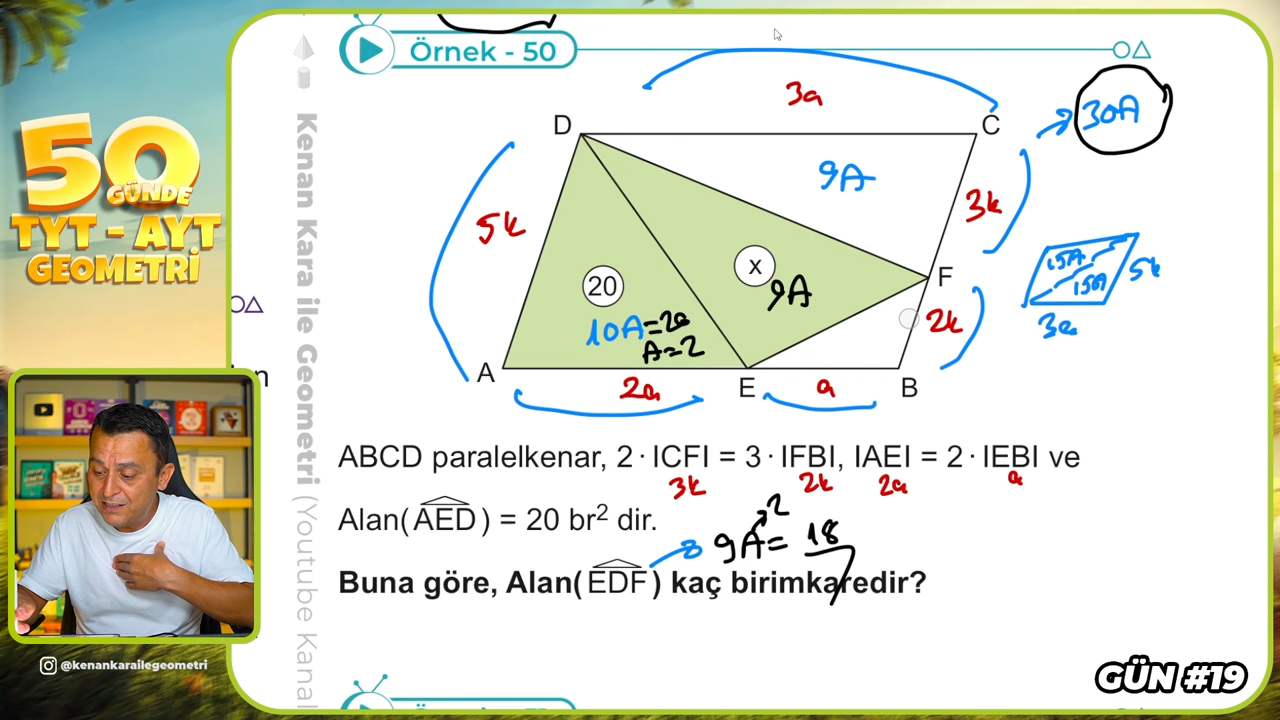 50
GÜNDE
TYT - AYT
GEOMETRİ
Örnek - 50
Kenan Kara ile Geometri (Youtube Kanal
3a
30A
D
C
9A
5k
3k
20
x
9A
F
10A=20
A=2
2k
15A
15A
5k
3a
A
2a
E
a
B
ABCD paralelkenar, 2 · ICFI = 3 · IFBI, IAEI = 2 · IEBI ve
3k 2k 2a a
Alan(AED) = 20 br² dir.
9A = 18
2
Buna göre, Alan(EDF) kaç birimkaredir?
@kenankarailegeometri
GÜN #19